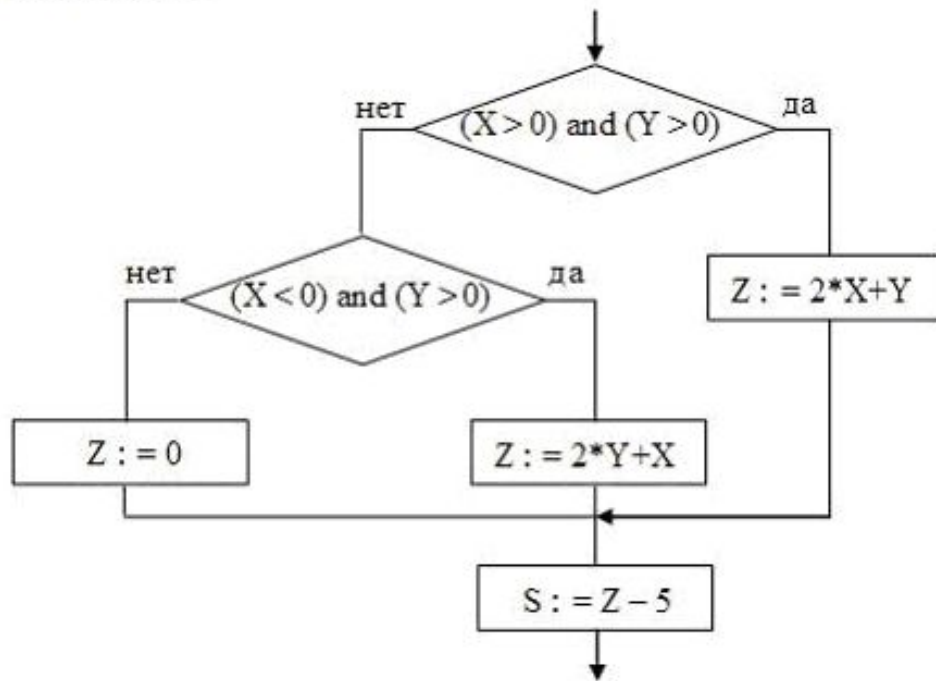 нет
да
(X > 0) and (Y > 0)
нет
да
(X < 0) and (Y > 0)
Z : = 2*X+Y
Z : = 0
Z : = 2*Y+X
S : = Z – 5